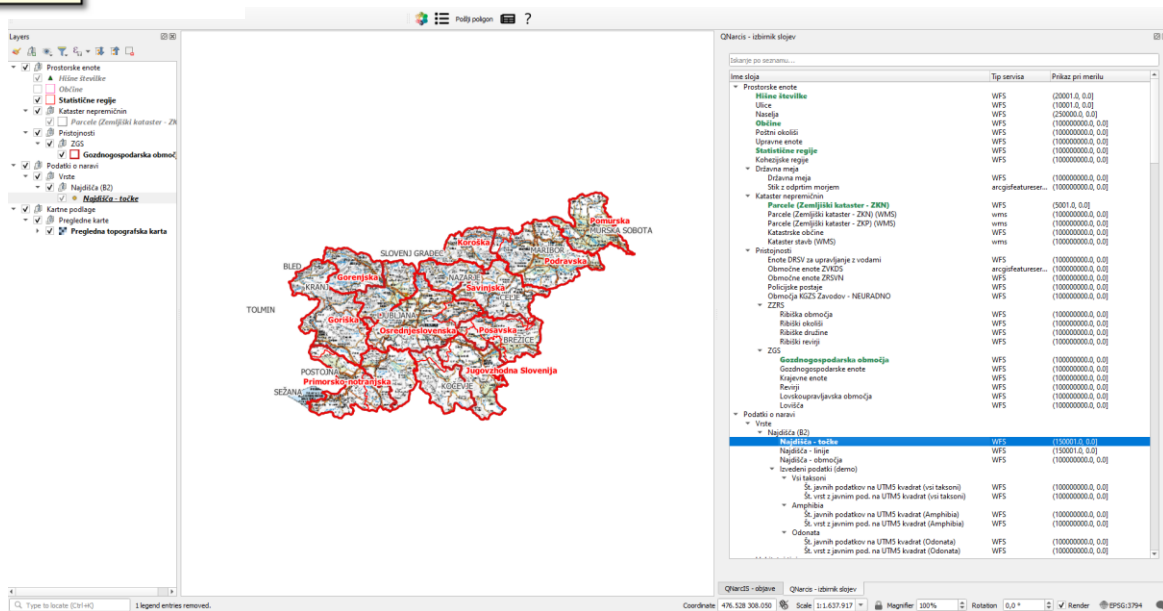 Pošlji poligon
?
Layers
Prostorske enote
Hišne številke
Občine
Statistične regije
Kataster nepremičnin
Parcele (Zemljiški kataster - ZK
Pristojnosti
ZGS
Gozdnogospodarska območ
Podatki o naravi
Vrste
Najdišča (B2)
Najdišča - točke
Kartne podlage
Pregledne karte
Pregledna topografska karta
Pomurska
MURSKA SOBOTA
Koroška
MARIBOR
SLOVENJ GRADEC
Podravska
BLED
Gorenjska
NAZARJE
KRANJ
Savinjska
CELJE
TOLMIN
LJUBLJANA
Goriška
Osrednjeslovenska
Posavska
BREŽICE
POSTOJNA
Jugovzhodna Slovenija
Primorsko-notranjska
KOČEVJE
SEŽANA
QNarcis - izbirnik slojev
Iskanje po seznamu...
Ime sloja Tip servisa Prikaz pri merilu
Prostorske enote
Hišne številke WFS (20001.0, 0.0]
Ulice WFS (10001.0, 0.0]
Naselja WFS (250000.0, 0.0]
Občine WFS (100000000.0, 0.0]
Poštni okoliši WFS (100000000.0, 0.0]
Upravne enote WFS (100000000.0, 0.0]
Statistične regije WFS (100000000.0, 0.0]
Kohezijske regije WFS (100000000.0, 0.0]
Državna meja
Državna meja WFS (100000000.0, 0.0]
Stik z odprtim morjem arcgisfeatureser... (100000000.0, 0.0]
Kataster nepremičnin
Parcele (Zemljiški kataster - ZKN) WFS (5001.0, 0.0]
Parcele (Zemljiški kataster - ZKN) (WMS) wms (100000000.0, 0.0]
Parcele (Zemljiški kataster - ZKP) (WMS) wms (100000000.0, 0.0]
Katastrske občine WFS (100000000.0, 0.0]
Kataster stavb (WMS) wms (100000000.0, 0.0]
Pristojnosti
Enote DRSV za upravljanje z vodami WFS (100000000.0, 0.0]
Območne enote ZVKDS arcgisfeatureser... (100000000.0, 0.0]
Območne enote ZRSVN WFS (100000000.0, 0.0]
Policijske postaje WFS (100000000.0, 0.0]
Območja KGZS Zavodov - NEURADNO WFS (100000000.0, 0.0]
ZZRS
Ribiška območja WFS (100000000.0, 0.0]
Ribiški okoliši WFS (100000000.0, 0.0]
Ribiške družine WFS (100000000.0, 0.0]
Ribiški revirji WFS (100000000.0, 0.0]
ZGS
Gozdnogospodarska območja WFS (100000000.0, 0.0]
Gozdnogospodarske enote WFS (100000000.0, 0.0]
Krajevne enote WFS (100000000.0, 0.0]
Revirji WFS (100000000.0, 0.0]
Lovskoupravljavska območja WFS (100000000.0, 0.0]
Lovišča WFS (100000000.0, 0.0]
Podatki o naravi
Vrste
Najdišča (B2)
Najdišča - točke WFS (150001.0, 0.0]
Najdišča - linije WFS (150001.0, 0.0]
Najdišča - območja WFS (100000000.0, 0.0]
Izvedeni podatki (demo)
Vsi taksoni
Št. javnih podatkov na UTM5 kvadrat (vsi taksoni) WFS (100000000.0, 0.0]
Št. vrst z javnim pod. na UTM5 kvadrat (vsi taksoni) WFS (100000000.0, 0.0]
Amphibia
Št. javnih podatkov na UTM5 kvadrat (Amphibia) WFS (100000000.0, 0.0]
Št. vrst z javnim pod. na UTM5 kvadrat (Amphibia) WFS (100000000.0, 0.0]
Odonata
Št. javnih podatkov na UTM5 kvadrat (Odonata) WFS (100000000.0, 0.0]
Št. vrst z javnim pod. na UTM5 kvadrat (Odonata) WFS (100000000.0, 0.0]
QNarcIS - objave QNarcis - izbirnik slojev
Type to locate (Ctrl+K) 1 legend entries removed. Coordinate 476.528 308.050 Scale 1:1.637.917 Magnifier 100% Rotation 0,0 ° Render EPSG:3794